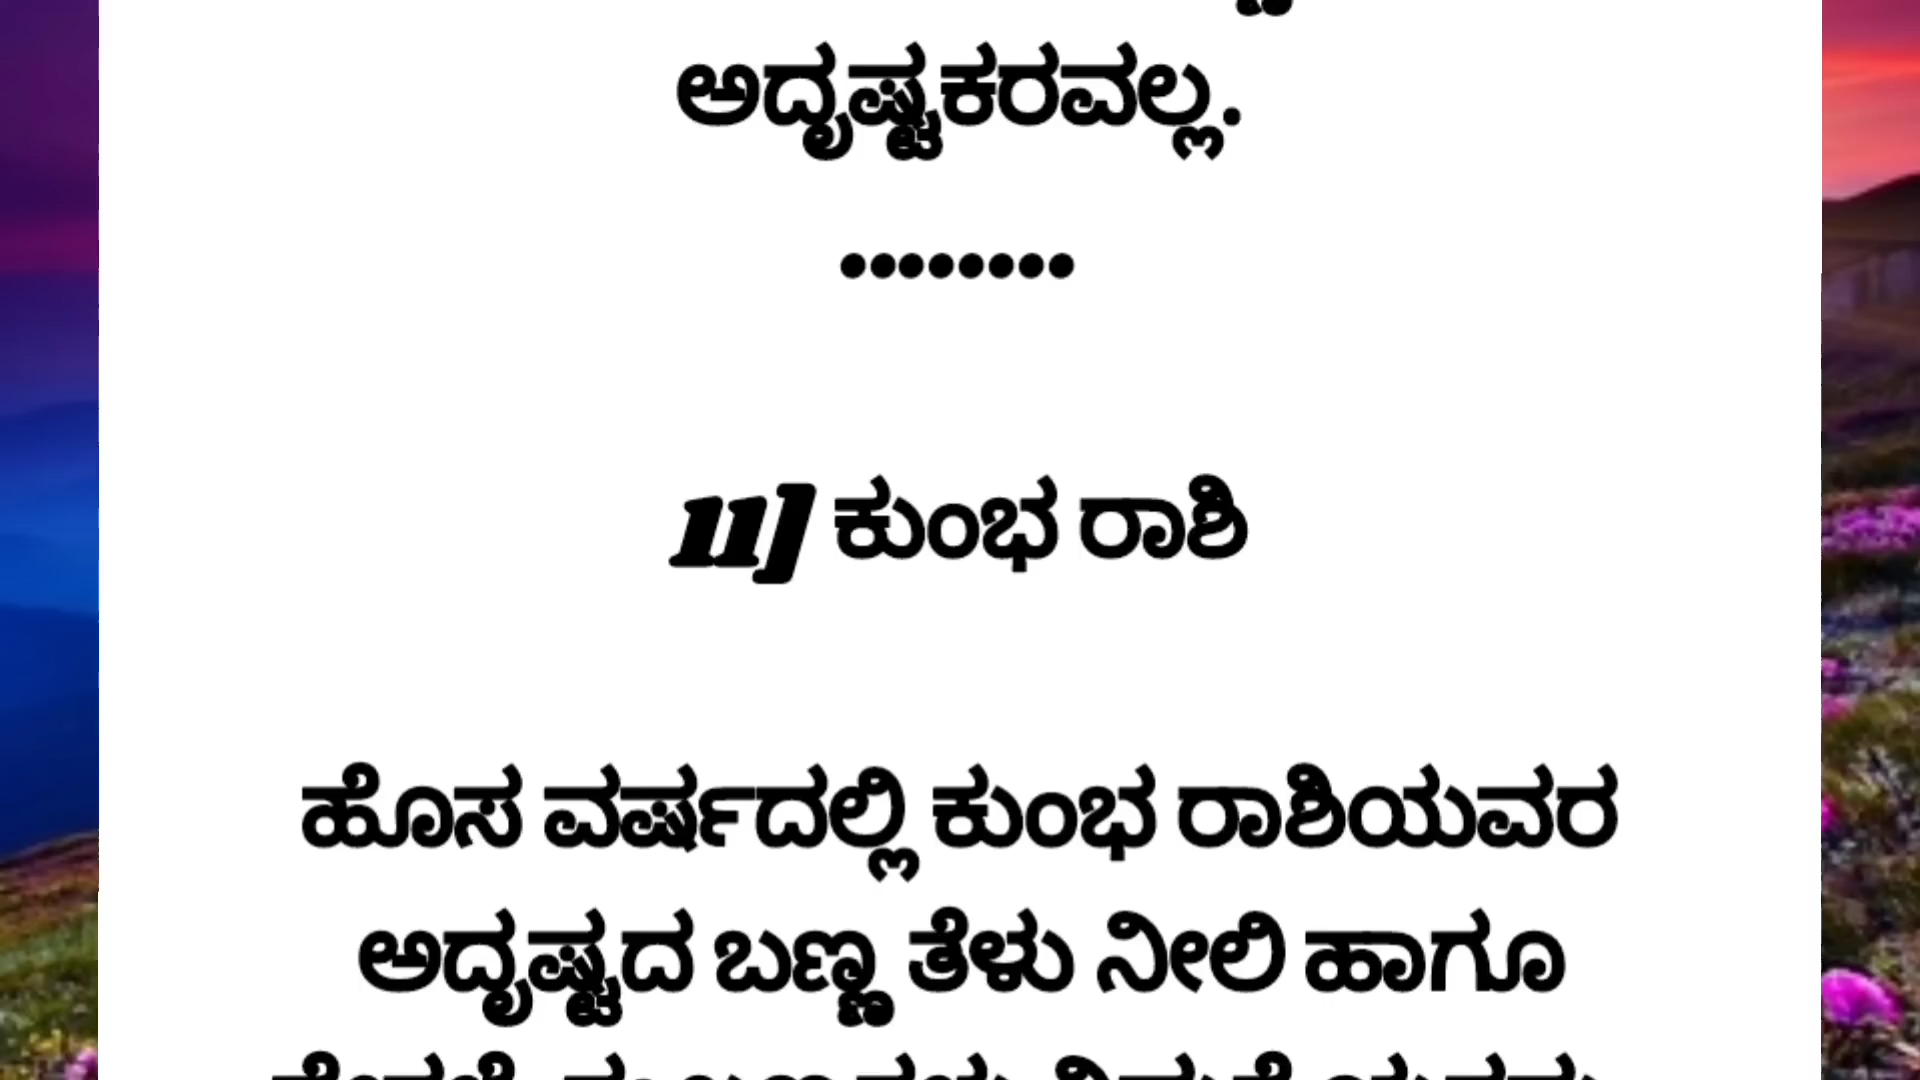 ಅದೃಷ್ಟಕರವಲ್ಲ.
••••••••
11] ಕುಂಭ ರಾಶಿ
ಹೊಸ ವರ್ಷದಲ್ಲಿ ಕುಂಭ ರಾಶಿಯವರ
ಅದೃಷ್ಟದ ಬಣ್ಣ ತೆಳು ನೀಲಿ ಹಾಗೂ